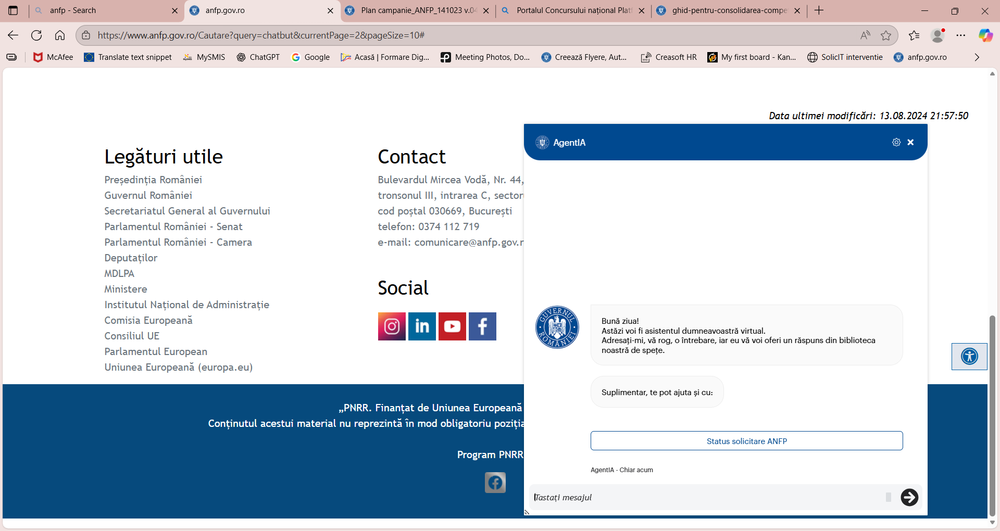 anfp - Search
anfp.gov.ro
Plan campanie_ANFP_141023 v.04
Portalul Concursului național Platf
ghid-pentru-consolidarea-compe
https://www.anfp.gov.ro/Cautare?query=chatbut&currentPage=2&pageSize=10#
McAfee
Translate text snippet
MySMIS
ChatGPT
Google
Acasă | Formare Dig...
Meeting Photos, Do...
Creează Flyere, Aut...
Creasoft HR
My first board - Kan...
SolicIT interventie
anfp.gov.ro
Data ultimei modificări: 13.08.2024 21:57:50
Legături utile
Președinția României
Guvernul României
Secretariatul General al Guvernului
Parlamentul României - Senat
Parlamentul României - Camera
Deputaților
MDLPA
Ministere
Institutul Național de Administrație
Comisia Europeană
Consiliul UE
Parlamentul European
Uniunea Europeană (europa.eu)
Contact
Bulevardul Mircea Vodă, Nr. 44,
tronsonul III, intrarea C, sector
cod poștal 030669, București
telefon: 0374 112 719
e-mail: comunicare@anfp.gov.r
Social
AgentIA
GUVERNUL ROMÂNIEI
Bună ziua!
Astăzi voi fi asistentul dumneavoastră virtual.
Adresați-mi, vă rog, o întrebare, iar eu vă voi oferi un răspuns din biblioteca
noastră de spețe.
Suplimentar, te pot ajuta și cu:
Status solicitare ANFP
AgentIA - Chiar acum
Tastați mesajul
„PNRR. Finanțat de Uniunea Europeană
Conținutul acestui material nu reprezintă în mod obligatoriu poziția
Program PNRR